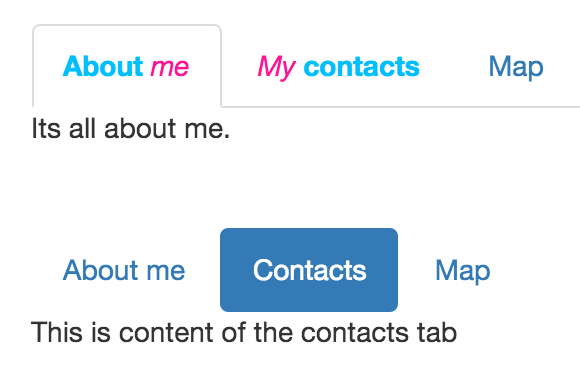 About me My contacts Map
Its all about me.
About me Contacts Map
This is content of the contacts tab